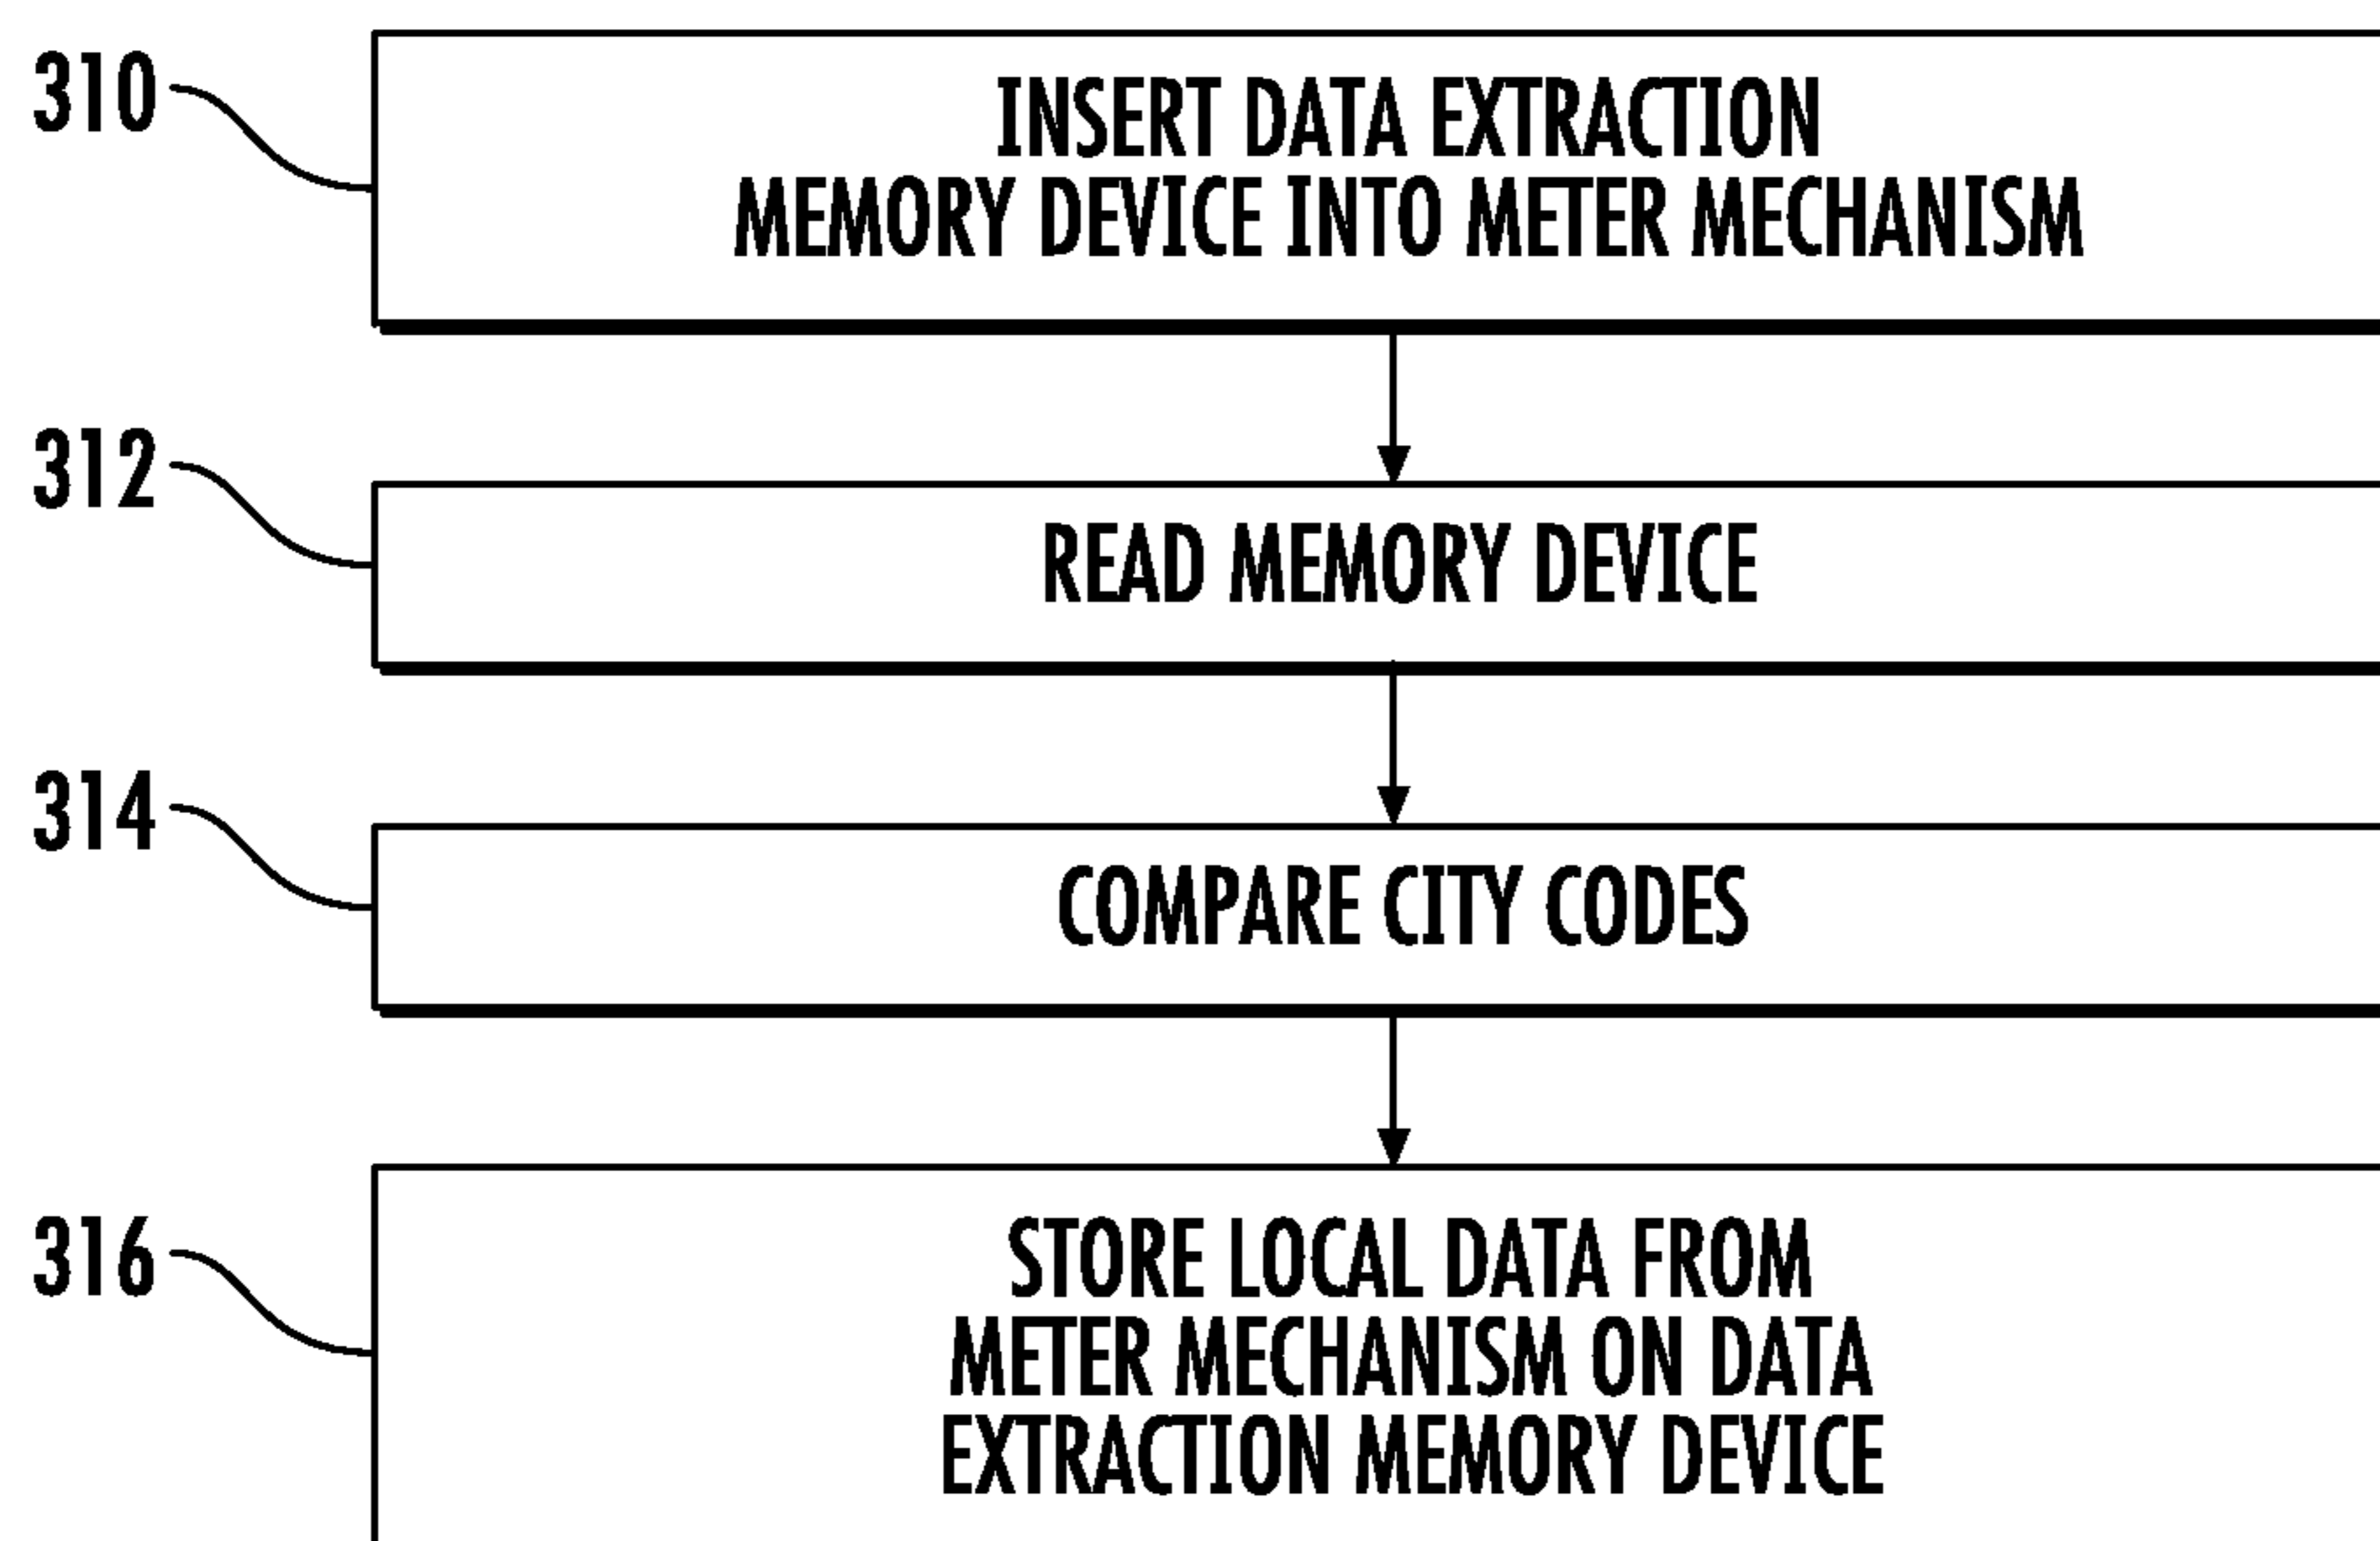 310
INSERT DATA EXTRACTION
MEMORY DEVICE INTO METER MECHANISM
312
READ MEMORY DEVICE
314
COMPARE CITY CODES
316
STORE LOCAL DATA FROM
METER MECHANISM ON DATA
EXTRACTION MEMORY DEVICE